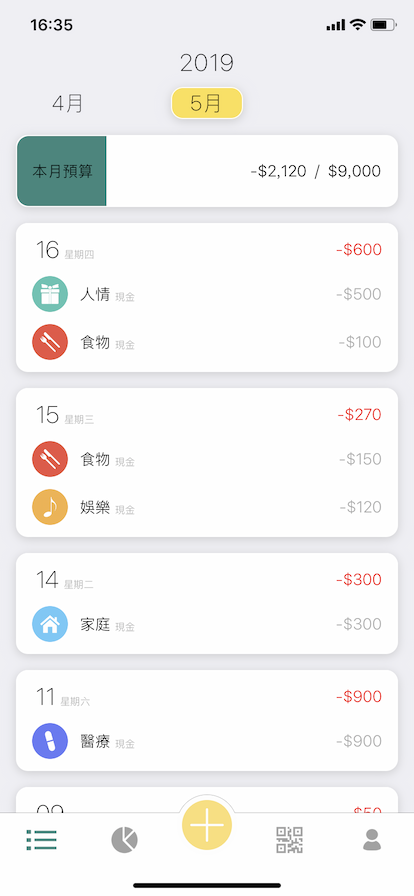 16:35
2019
4月 5月
本月預算 -$2,120 / $9,000
16 星期四 -$600
人情 現金 -$500
食物 現金 -$100
15 星期三 -$270
食物 現金 -$150
娛樂 現金 -$120
14 星期二 -$300
家庭 現金 -$300
11 星期六 -$900
醫療 現金 -$900
09 -$50